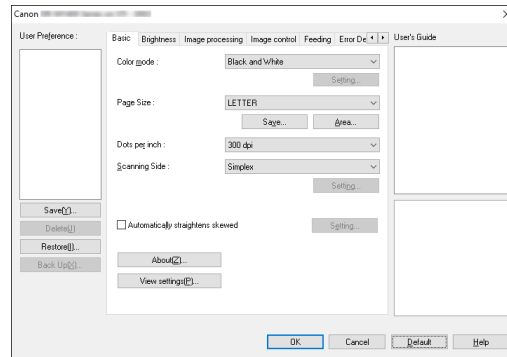 Canon
User Preference :
Basic Brightness Image processing Image control Feeding Error De
User's Guide
Color mode : Black and White
Setting...
Page Size : LETTER
Save... Area...
Dots per inch : 300 dpi
Scanning Side : Simplex
Setting...
Save(Y)...
Delete(J)
Automatically straightens skewed Setting...
Restore(I)...
Back Up(X)...
About(Z)...
View settings(P)...
OK Cancel Default Help